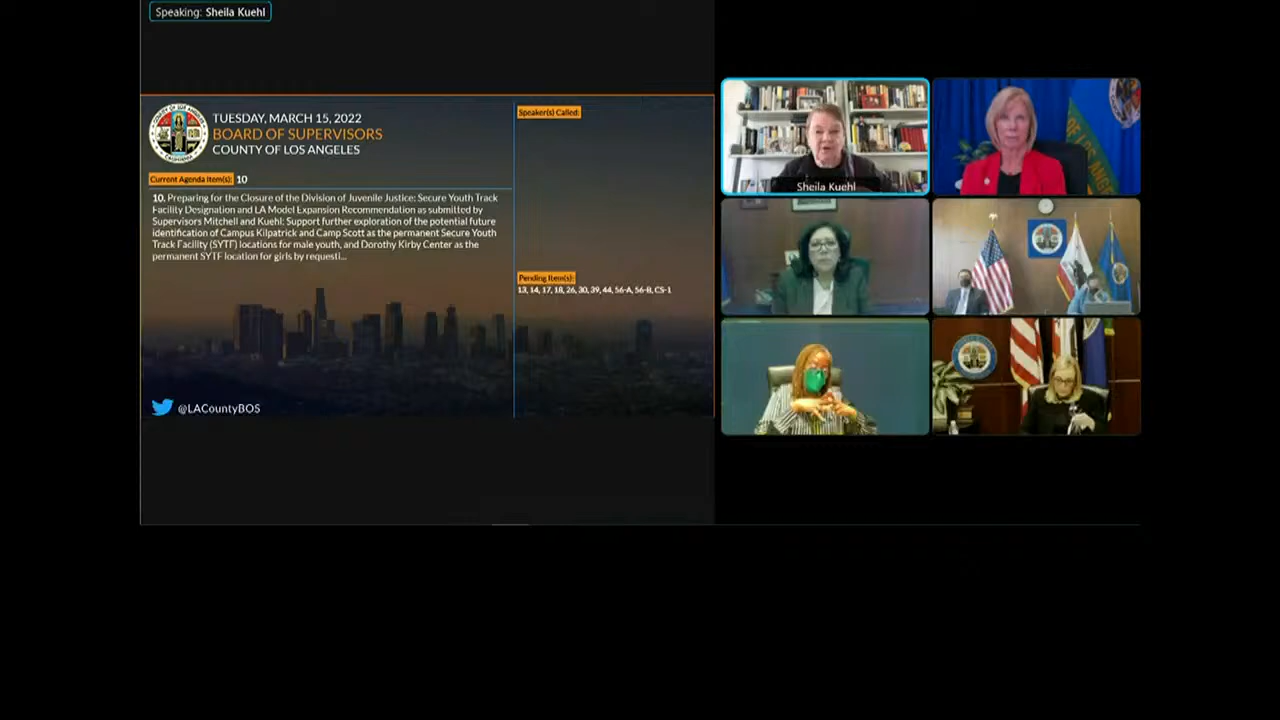 Speaking: Sheila Kuehl
TUESDAY, MARCH 15, 2022
BOARD OF SUPERVISORS
COUNTY OF LOS ANGELES
Current Agenda Item(s): 10
10. Preparing for the Closure of the Division of Juvenile Justice: Secure Youth Track
Facility Designation and LA Model Expansion Recommendation as submitted by
Supervisors Mitchell and Kuehl: Support further exploration of the potential future
identification of Campus Kilpatrick and Camp Scott as the permanent Secure Youth
Track Facility (SYTF) locations for male youth, and Dorothy Kirby Center as the
permanent SYTF location for girls by requesti...
@LACountyBOS
Speaker(s) Called:
Pending Item(s):
13, 14, 17, 18, 26, 30, 39, 44, 56-A, 56-B, CS-1
Sheila Kuehl